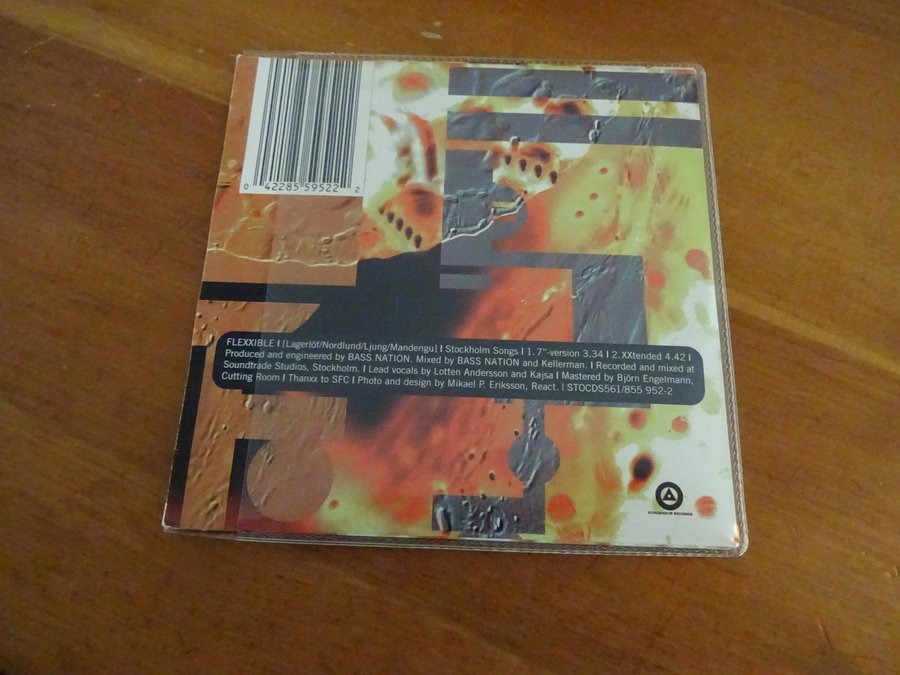 0 42285 59522 2
FLEXXIBLE I [Lagerlöf/Nordlund/Ljung/Mandengu] I Stockholm Songs I 1. 7"-version 3.34 I 2. XXtended 4.42 I
Produced and engineered by BASS NATION. Mixed by BASS NATION and Kellerman. I Recorded and mixed at
Soundtrade Studios, Stockholm. I Lead vocals by Lotten Andersson and Kajsa I Mastered by Björn Engelmann,
Cutting Room I Thanxx to SFC I Photo and design by Mikael P. Eriksson, React. I STOCDS561/855 952-2
STOCKHOLM RECORDS